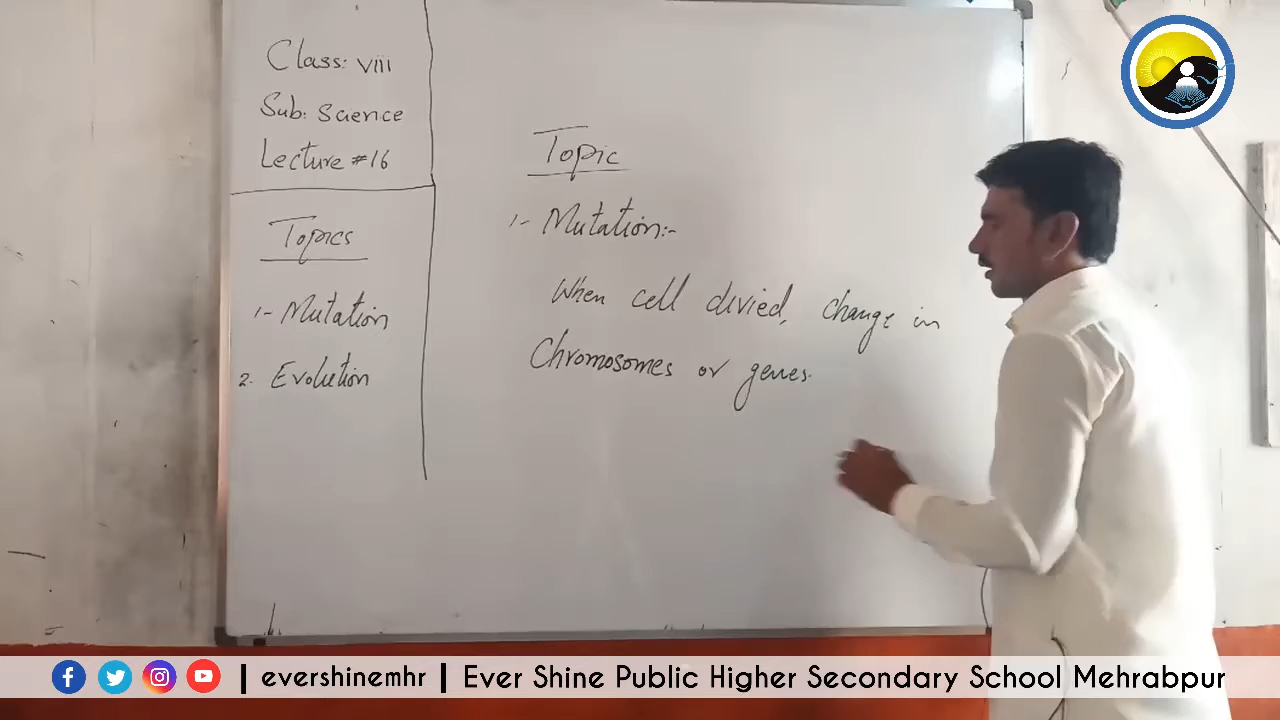 Class: viii
Sub: Science
Lecture #16
Topics
1- Mutation
2. Evolution
Topic
1- Mutation:-
When cell divied, change in
Chromosomes or genes.
| evershinemhr | Ever Shine Public Higher Secondary School Mehrabpur